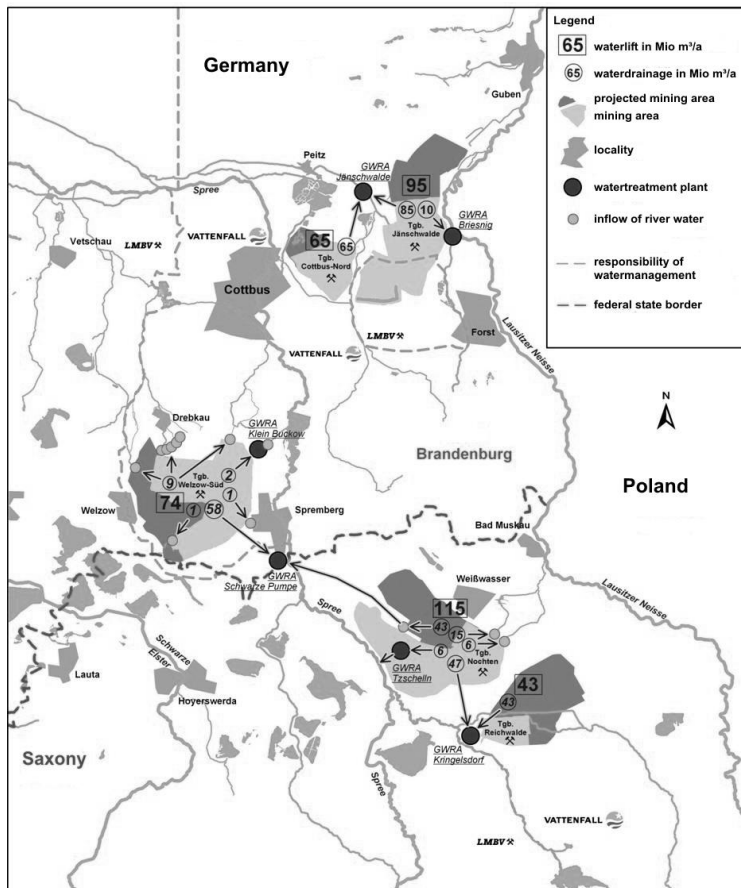 Germany
Guben
Peitz
GWRA
Jänschwalde
Spree
95
85
10
GWRA
Briesnig
Tgb.
Jänschwalde
65
65
Tgb.
Cottbus-Nord
Vetschau
LMBV
VATTENFALL
Cottbus
LMBV
VATTENFALL
Forst
Lausitzer Neisse
Drebkau
GWRA
Klein Buckow
Brandenburg
Poland
N
Tgb.
Welzow-Süd
9
2
1
74
1
58
Welzow
Spremberg
Bad Muskau
GWRA
Schwarze Pumpe
Weißwasser
Lausitzer Neisse
Spree
115
43
15
6
6
47
Tgb.
Nochten
GWRA
Tzschelln
Schwarze
Elster
Lauta
Hoyerswerda
43
43
Tgb.
Reichwalde
GWRA
Kringelsdorf
Saxony
Spree
VATTENFALL
LMBV
Legend
65 waterlift in Mio m³/a
65 waterdrainage in Mio m³/a
projected mining area
mining area
locality
watertreatment plant
inflow of river water
responsibility of
watermanagement
federal state border